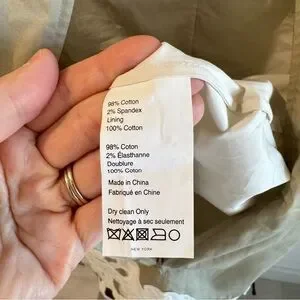 98% Cotton
2% Spandex
Lining
100% Cotton
98% Coton
2% Élasthanne
Doublure
100% Coton
Made in China
Fabriqué en Chine
Dry clean Only
Nettoyage à sec seulement
NEW YORK